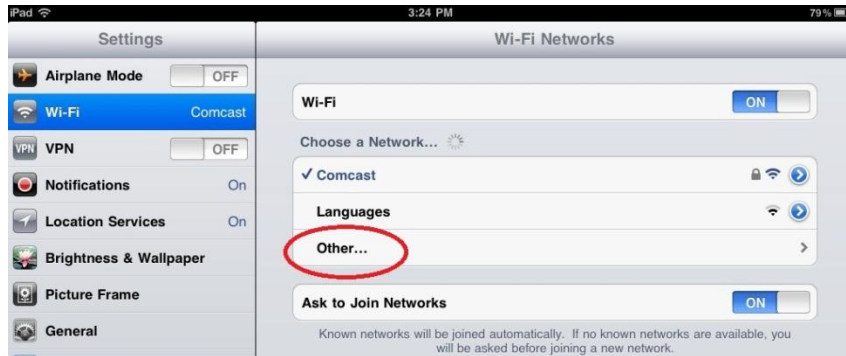 iPad 3:24 PM 79%
Settings
Wi-Fi Networks
Airplane Mode OFF
Wi-Fi Comcast
VPN VPN OFF
Notifications On
Location Services On
Brightness & Wallpaper
Picture Frame
General
Wi-Fi ON
Choose a Network...
✓ Comcast
Languages
Other...
Ask to Join Networks ON
Known networks will be joined automatically. If no known networks are available, you
will be asked before joining a new network.